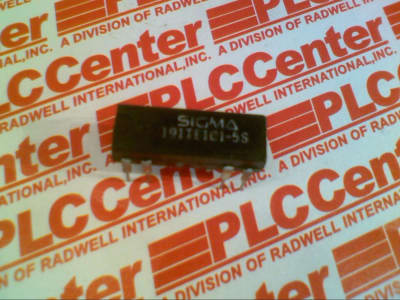 PLCCenter
A DIVISION OF RADWELL INTERNATIONAL, INC.
PLCCenter
A DIVISION OF RADWELL INTERNATIONAL, INC.
SIGMA
191TE1C1-5S
PLCCenter
A DIVISION OF RADWELL INTERNATIONAL, INC.
PLCCenter